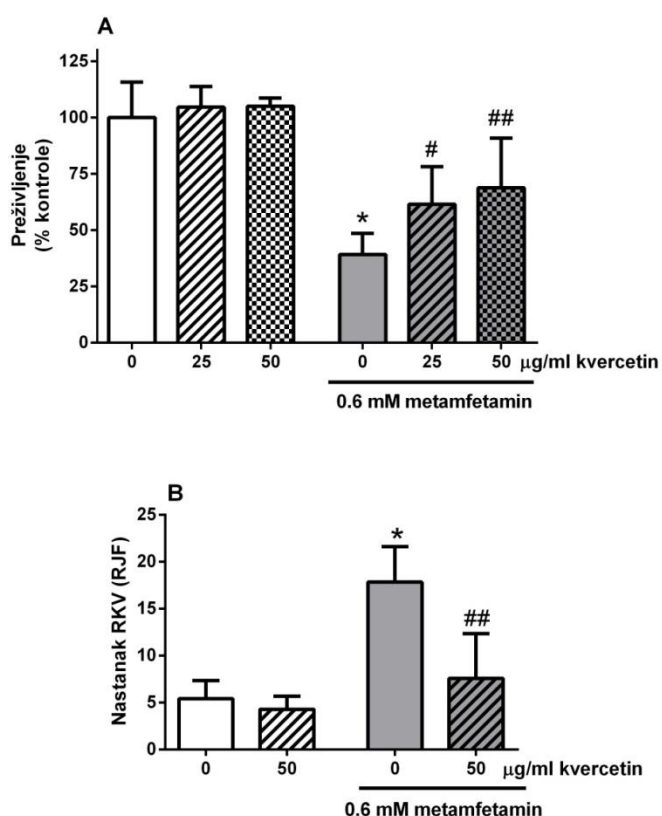 A
Preživljenje
(% kontrole)
125
100
75
50
25
0
*
#
##
0 25 50 0 25 50 µg/ml kvercetin
0.6 mM metamfetamin
B
Nastanak RKV (RJF)
25
20
15
10
5
0
*
##
0 50 0 50 µg/ml kvercetin
0.6 mM metamfetamin